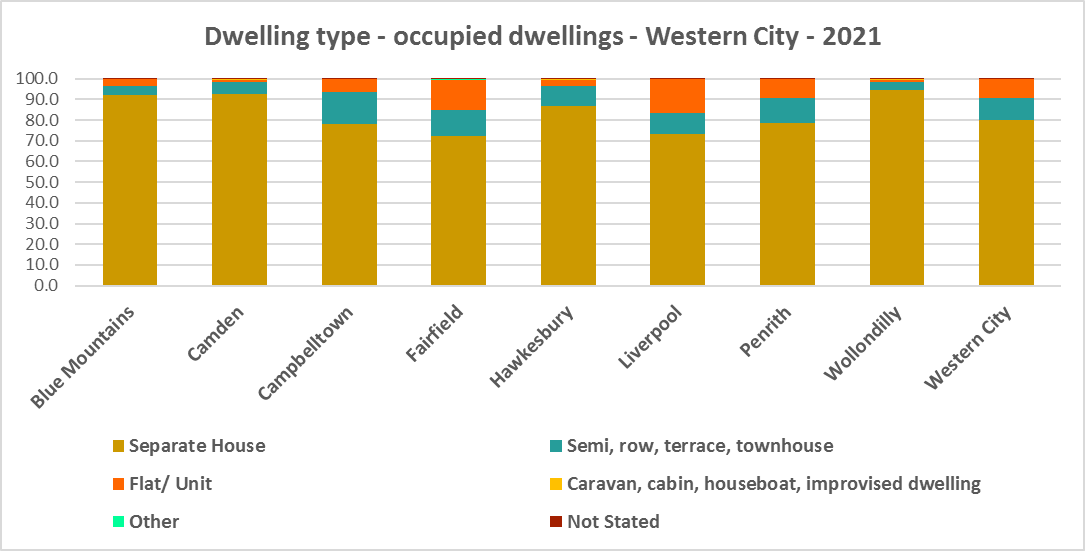 Dwelling type - occupied dwellings - Western City - 2021
100.0
90.0
80.0
70.0
60.0
50.0
40.0
30.0
20.0
10.0
0.0
Blue Mountains
Camden
Campbelltown
Fairfield
Hawkesbury
Liverpool
Penrith
Wollondilly
Western City
Separate House
Semi, row, terrace, townhouse
Flat/ Unit
Caravan, cabin, houseboat, improvised dwelling
Other
Not Stated